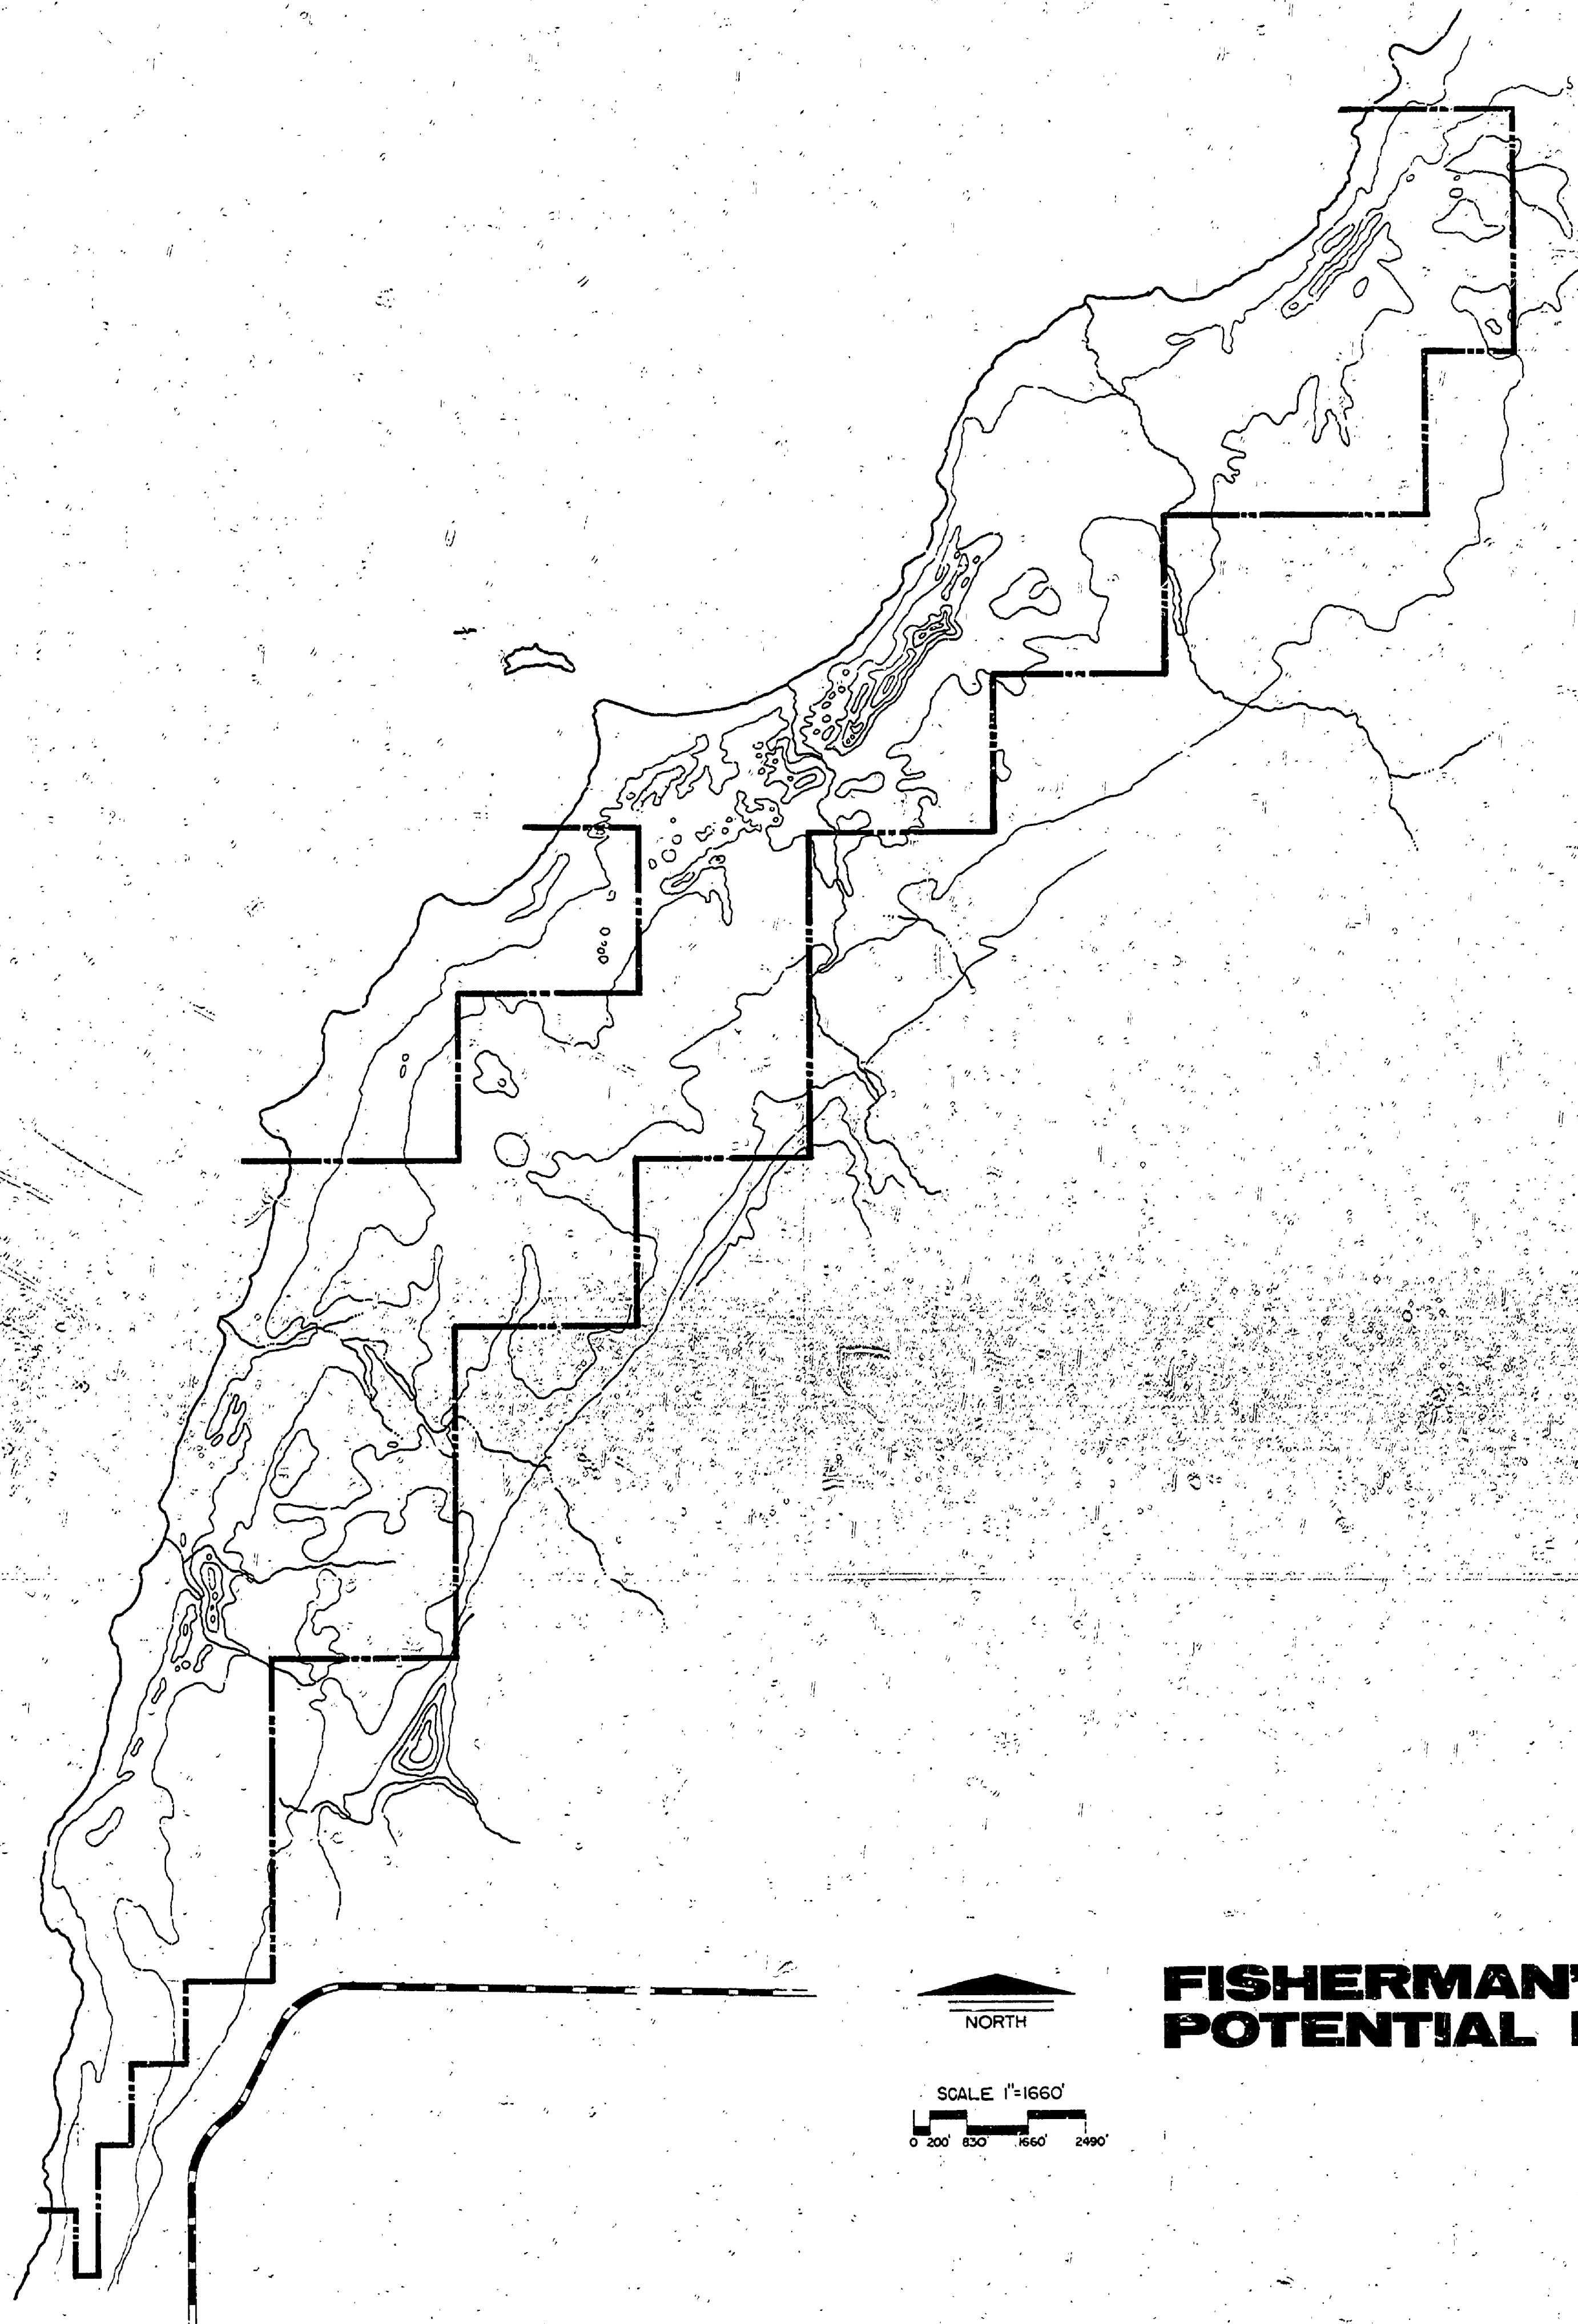 NORTH
FISHERMAN'
POTENTIAL
SCALE 1"=1660'
0 200' 830' 1660' 2490'